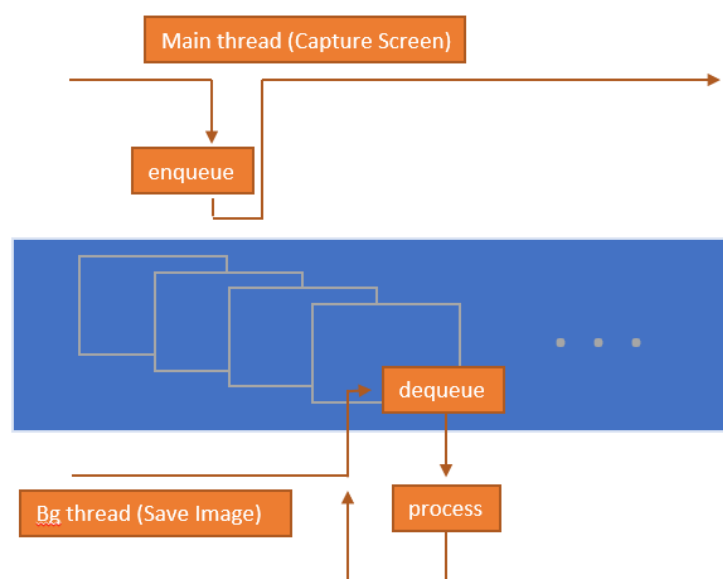 Main thread (Capture Screen)
enqueue
dequeue
Bg thread (Save Image)
process